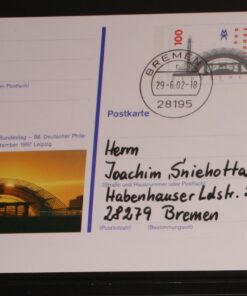 100
BREMEN
29-6.02-18
28195
oder Postfach)
Postkarte
Bundestag – 98. Deutscher Phila
tember 1997 Leipzig
Herrn
Joachim Sniehotta
(Straße und Hausnummer oder Postfach)
Habenhauser Ldstr.
28279 Bremen
(Postleitzahl) (Bestimmungsort)